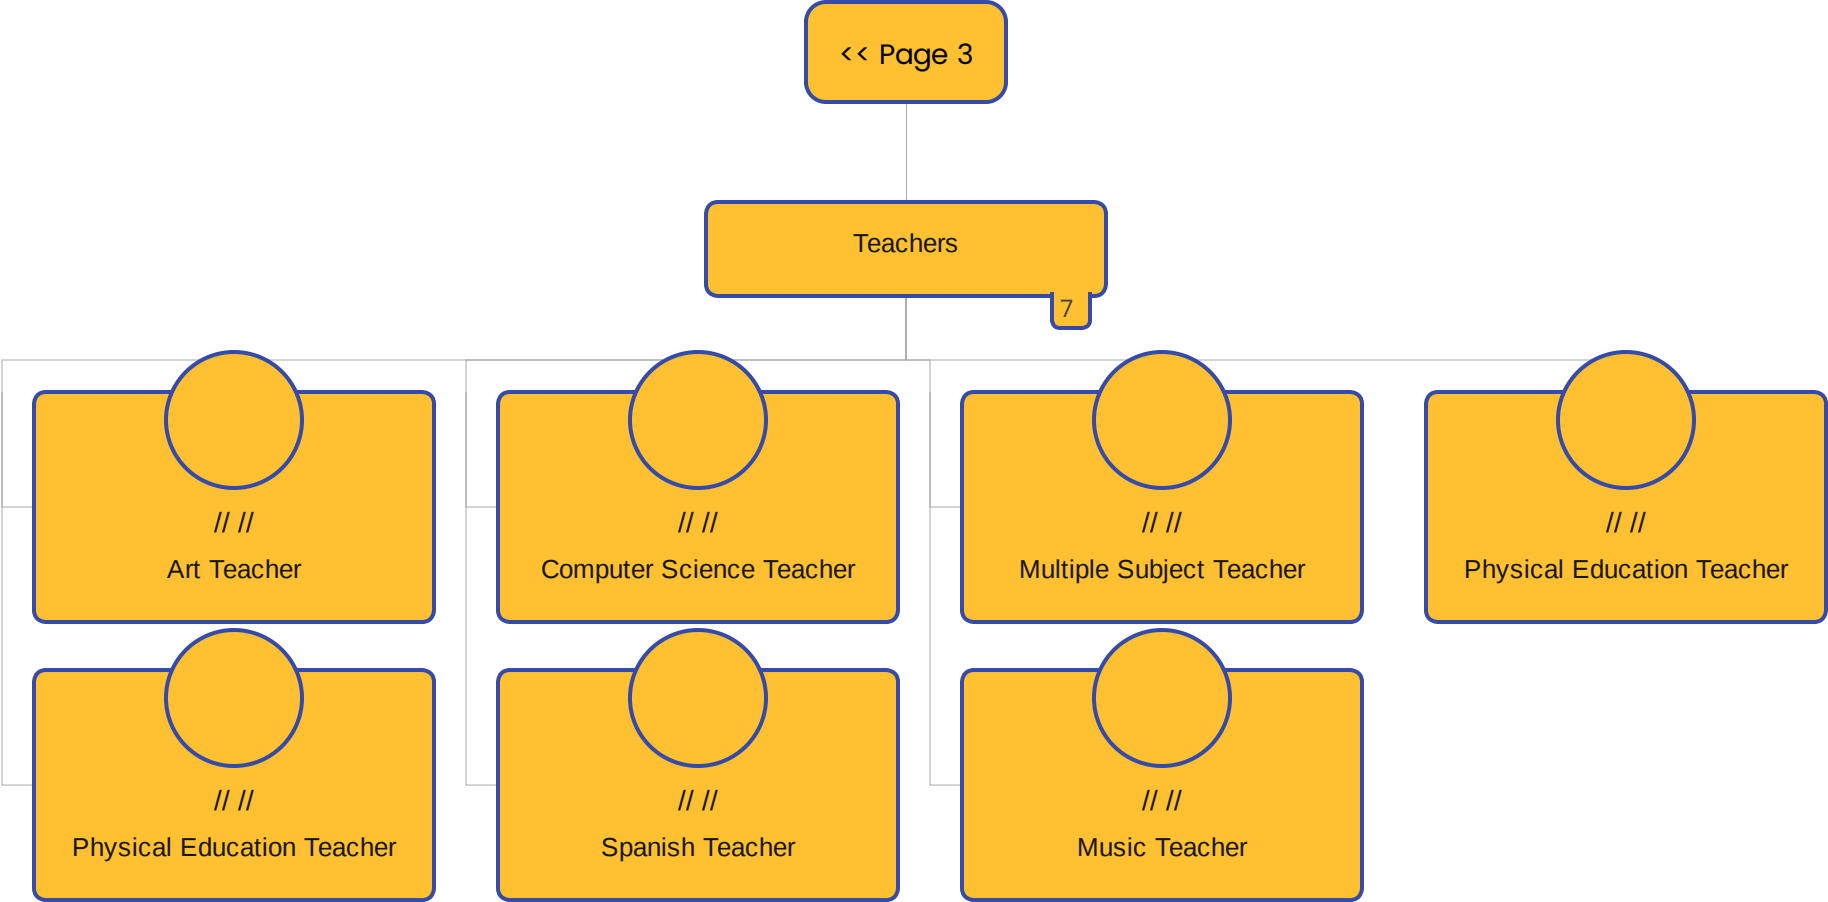 << Page 3
Teachers
7
// //
Art Teacher
// //
Computer Science Teacher
// //
Multiple Subject Teacher
// //
Physical Education Teacher
// //
Physical Education Teacher
// //
Spanish Teacher
// //
Music Teacher